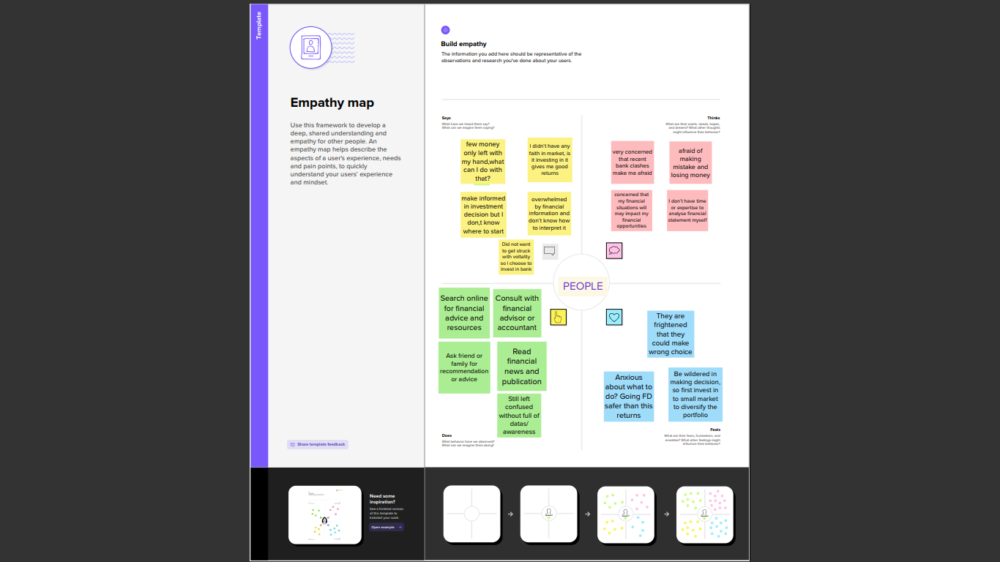 Template
Empathy map
Use this framework to develop a
deep, shared understanding and
empathy for other people. An
empathy map helps describe the
aspects of a user's experience, needs
and pain points, to quickly
understand your users' experience
and mindset.
Share template feedback
Build empathy
The information you add here should be representative of the
observations and research you've done about your users.
Says
What have we heard them say?
What can we imagine them saying?
few money
only left with
my hand,what
can I do with
that?
I didn't have any
faith in market, is
it investing in it
gives me good
returns
make informed
in investment
decision but I
don,t know
where to start
overwhelmed
by financial
information and
don't know how
to interpret it
Did not want
to get struck
with voltality
so I choose to
invest in bank
Thinks
What are their wants, needs, hopes,
and dreams? What other thoughts
might influence their behavior?
very concerned
that recent
bank clashes
make me afraid
afraid of
making
mistake and
losing money
concerned that
my financial
situations will
may impact my
financial
opportunities
I don't have time
or expertise to
analyse financial
statement myself
PEOPLE
Search online
for financial
advice and
resources
Consult with
financial
advisor or
accountant
Ask friend or
family for
recommendation
or advice
Read
financial
news and
publication
Still left
confused
without full of
datas/
awareness
Does
What behavior have we observed?
What can we imagine them doing?
They are
frightened
that they
could make
wrong choice
Anxious
about what to
do? Going FD
safer than this
returns
Be wildered in
making decision,
so first invest in
to small market
to diversify the
portfolio
Feels
What are their fears, frustrations, and
anxieties? What other feelings might
influence their behavior?
Need some
inspiration?
See a finished version
of this template to
kickstart your work.
Open example